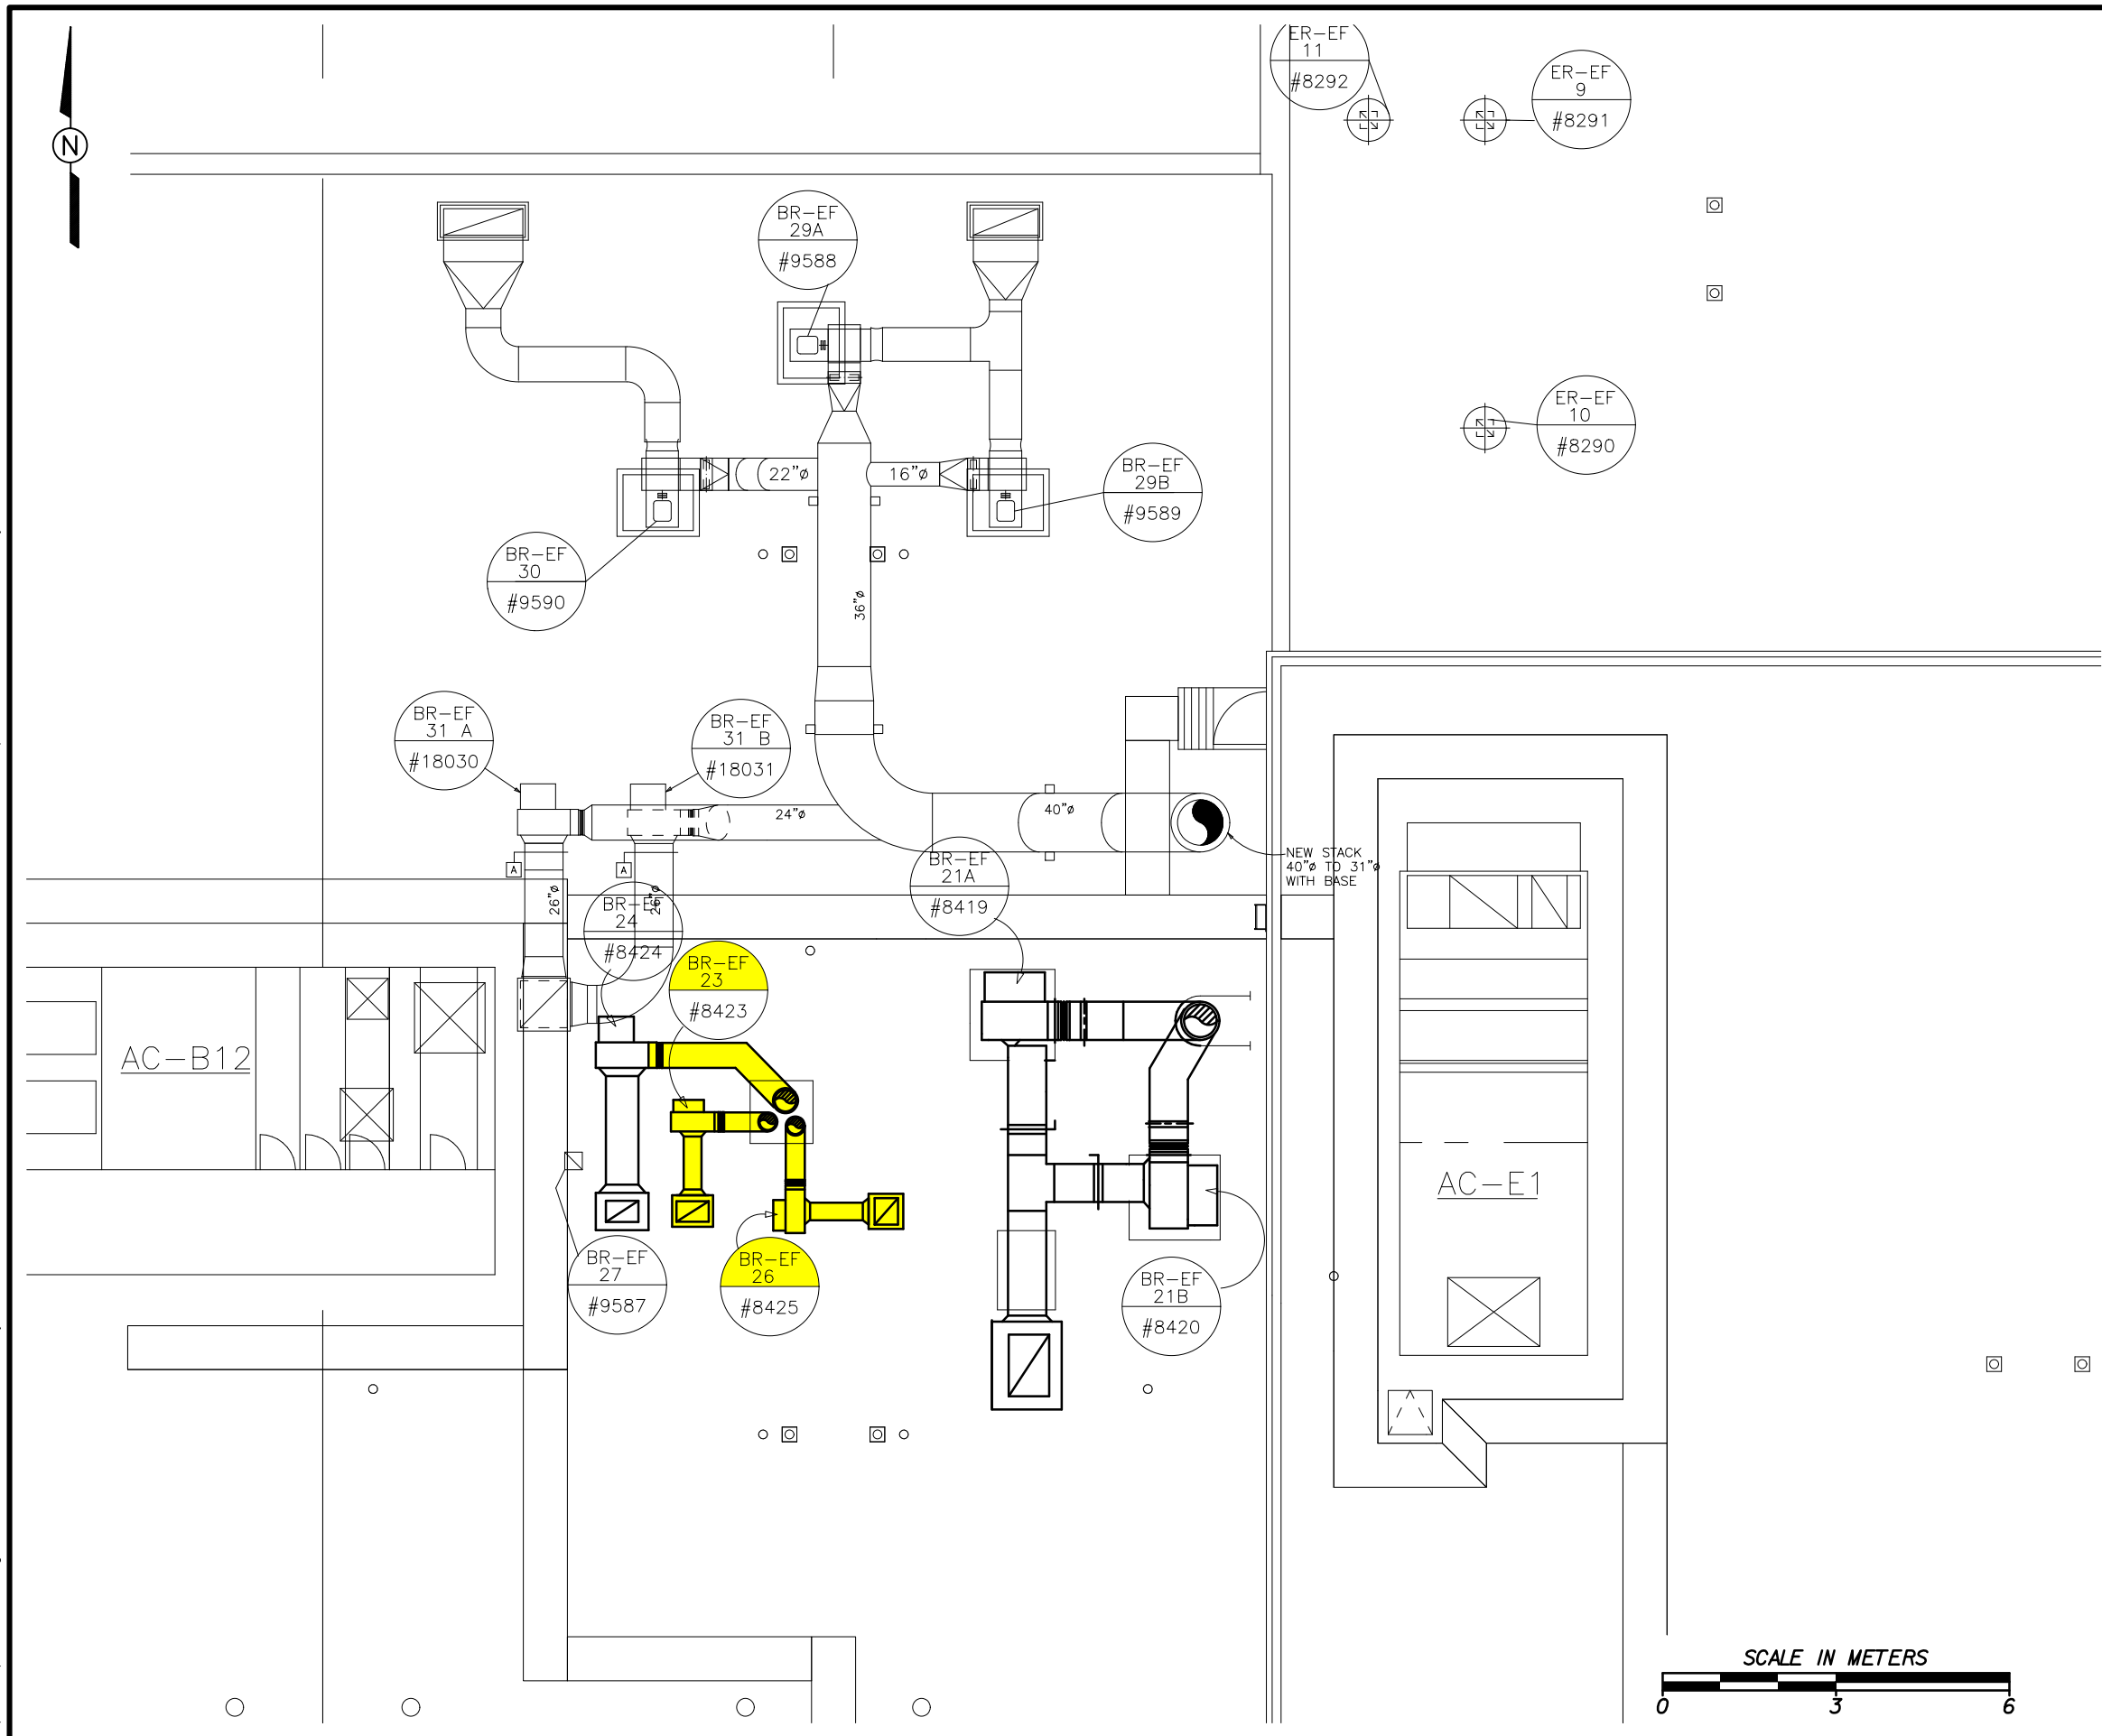 N
ER-EF
11
#8292
ER-EF
9
#8291
BR-EF
29A
#9588
ER-EF
10
#8290
22"ø
16"ø
BR-EF
29B
#9589
BR-EF
30
#9590
36"ø
BR-EF
31 A
#18030
BR-EF
31 B
#18031
24"ø
40"ø
NEW STACK
40"ø TO 31"ø
WITH BASE
A
A
26"ø
26"ø
BR-EF
24
#8424
BR-EF
21A
#8419
BR-EF
23
#8423
AC-B12
AC-E1
BR-EF
27
#9587
BR-EF
26
#8425
BR-EF
21B
#8420
SCALE IN METERS
0 3 6